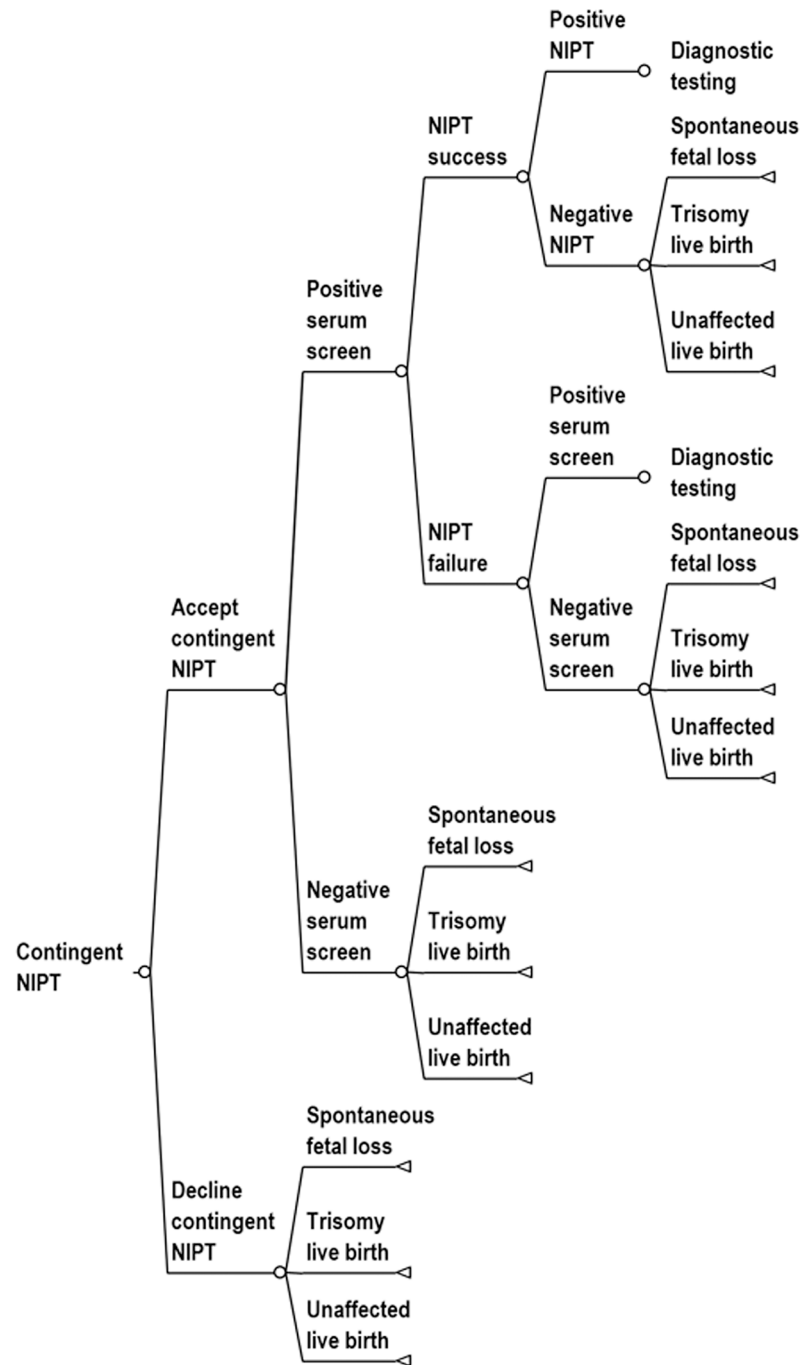 Positive
NIPT
Diagnostic
testing
NIPT
success
Spontaneous
fetal loss
Negative
NIPT
Trisomy
live birth
Unaffected
live birth
Positive
serum
screen
Positive
serum
screen
Diagnostic
testing
NIPT
failure
Spontaneous
fetal loss
Negative
serum
screen
Trisomy
live birth
Unaffected
live birth
Accept
contingent
NIPT
Spontaneous
fetal loss
Negative
serum
screen
Trisomy
live birth
Unaffected
live birth
Contingent
NIPT
Spontaneous
fetal loss
Decline
contingent
NIPT
Trisomy
live birth
Unaffected
live birth